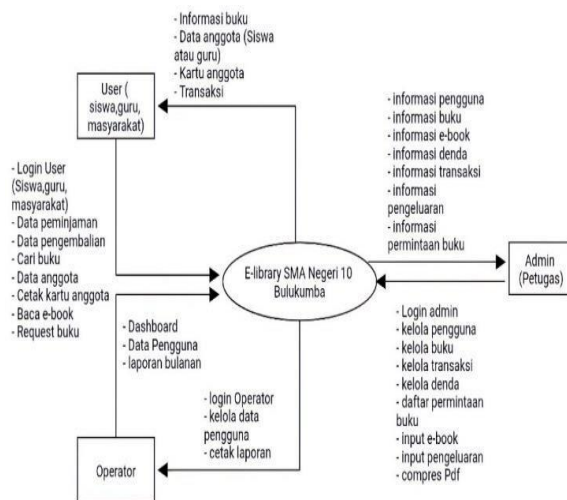 - Informasi buku
- Data anggota (Siswa
atau guru)
- Kartu anggota
- Transaksi
User (
siswa,guru,
masyarakat)
- informasi pengguna
- informasi buku
- informasi e-book
- informasi denda
- informasi transaksi
- informasi
pengeluaran
- informasi
permintaan buku
- Login User
(Siswa,guru,
masyarakat)
- Data peminjaman
- Data pengembalian
- Cari buku
- Data anggota
- Cetak kartu anggota
- Baca e-book
- Request buku
E-library SMA Negeri 10
Bulukumba
Admin
(Petugas)
- Dashboard
- Data Pengguna
- laporan bulanan
- Login admin
- kelola pengguna
- kelola buku
- kelola transaksi
- kelola denda
- daftar permintaan
buku
- input e-book
- input pengeluaran
- compres Pdf
- login Operator
- kelola data
pengguna
- cetak laporan
Operator